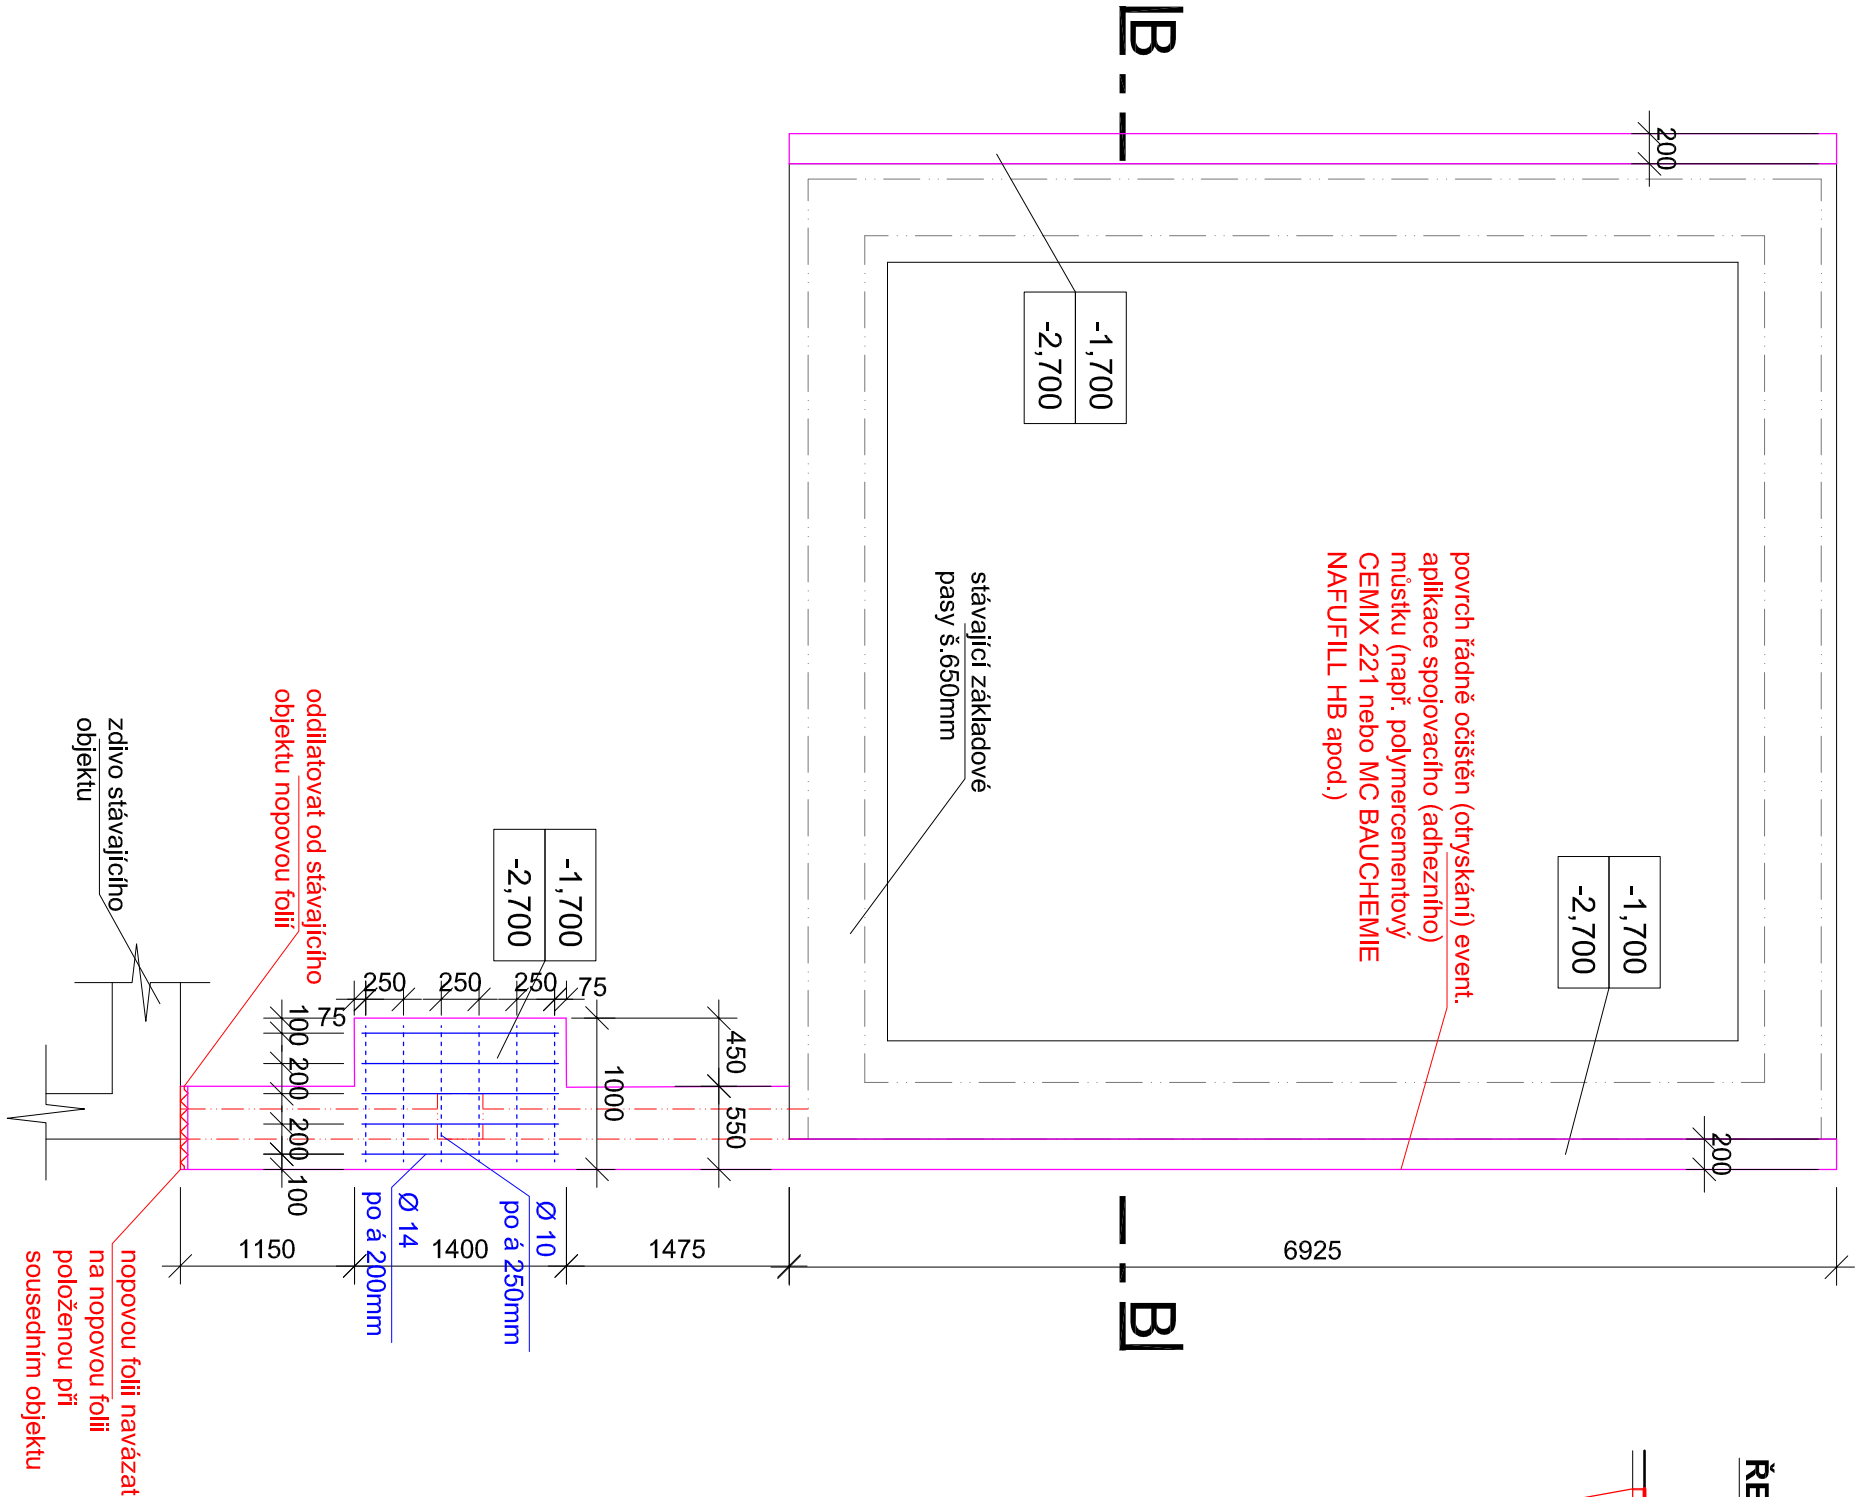 B
200
-1,700
-2,700
povrch řádně očištěn (otryskání) event.
aplikace spojovacího (adhezního)
můstku (např. polymercementový
CEMIX 221 nebo MC BAUCHEMIE
NAFUFILL HB apod.)
stávající základové
pasy š.650mm
-1,700
-2,700
oddilatovat od stávajícího
objektu nopovou folií
zdivo stávajícího
objektu
-1,700
-2,700
250
250
250
75
75
100
200
200
100
1000
450
550
200
1150
1400
1475
6925
Ø 10
po á 250mm
Ø 14
po á 200mm
B
nopovou folii navázat
na nopovou folii
položenou při
sousedním objektu
ŘE